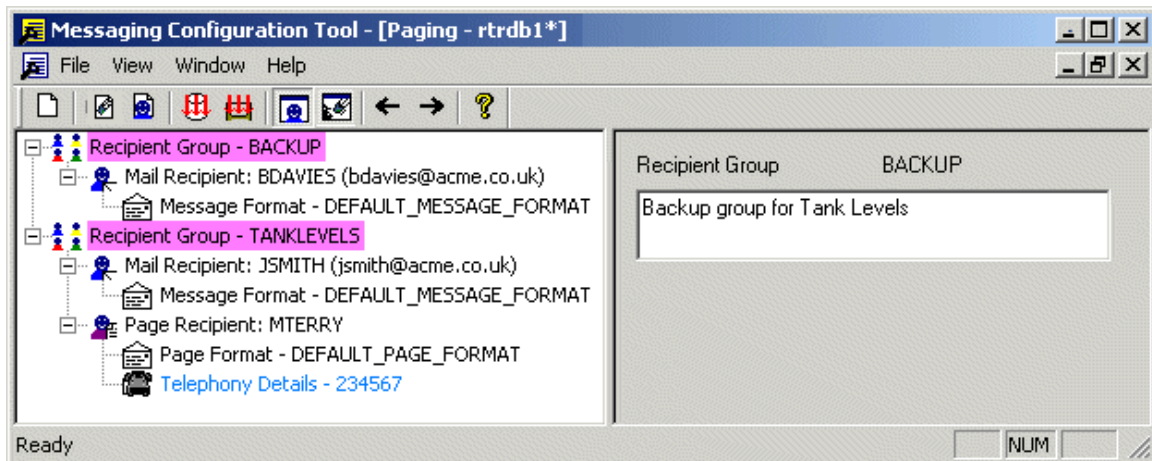 Messaging Configuration Tool - [Paging - rtrdb1*]
File View Window Help
Recipient Group - BACKUP
Mail Recipient: BDAVIES (bdavies@acme.co.uk)
Message Format - DEFAULT_MESSAGE_FORMAT
Recipient Group - TANKLEVELS
Mail Recipient: JSMITH (jsmith@acme.co.uk)
Message Format - DEFAULT_MESSAGE_FORMAT
Page Recipient: MTERRY
Page Format - DEFAULT_PAGE_FORMAT
Telephony Details - 234567
Recipient Group BACKUP
Backup group for Tank Levels
Ready NUM